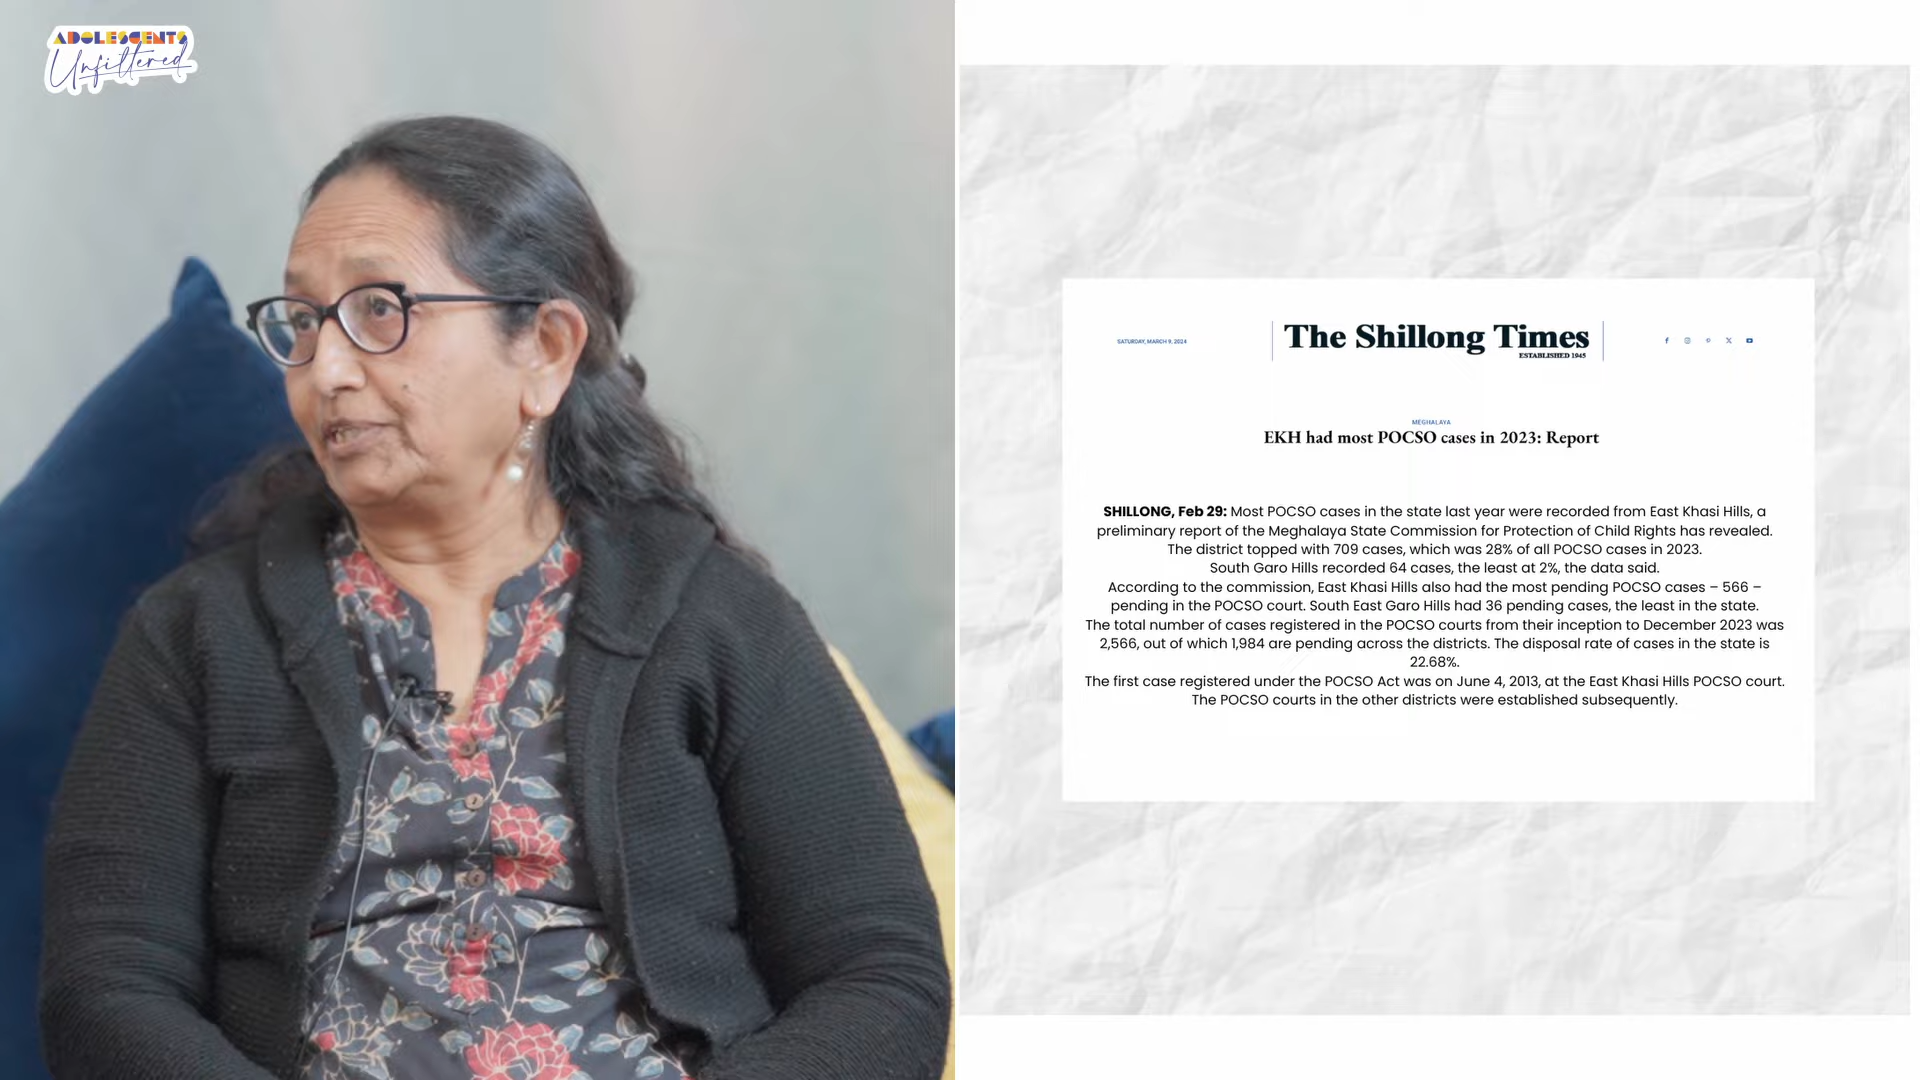 ADOLESCENTS
Unfiltered
SATURDAY, MARCH 9, 2024
The Shillong Times
ESTABLISHED 1945
MEGHALAYA
EKH had most POCSO cases in 2023: Report
SHILLONG, Feb 29: Most POCSO cases in the state last year were recorded from East Khasi Hills, a
preliminary report of the Meghalaya State Commission for Protection of Child Rights has revealed.
The district topped with 709 cases, which was 28% of all POCSO cases in 2023.
South Garo Hills recorded 64 cases, the least at 2%, the data said.
According to the commission, East Khasi Hills also had the most pending POCSO cases – 566 –
pending in the POCSO court. South East Garo Hills had 36 pending cases, the least in the state.
The total number of cases registered in the POCSO courts from their inception to December 2023 was
2,566, out of which 1,984 are pending across the districts. The disposal rate of cases in the state is
22.68%.
The first case registered under the POCSO Act was on June 4, 2013, at the East Khasi Hills POCSO court.
The POCSO courts in the other districts were established subsequently.